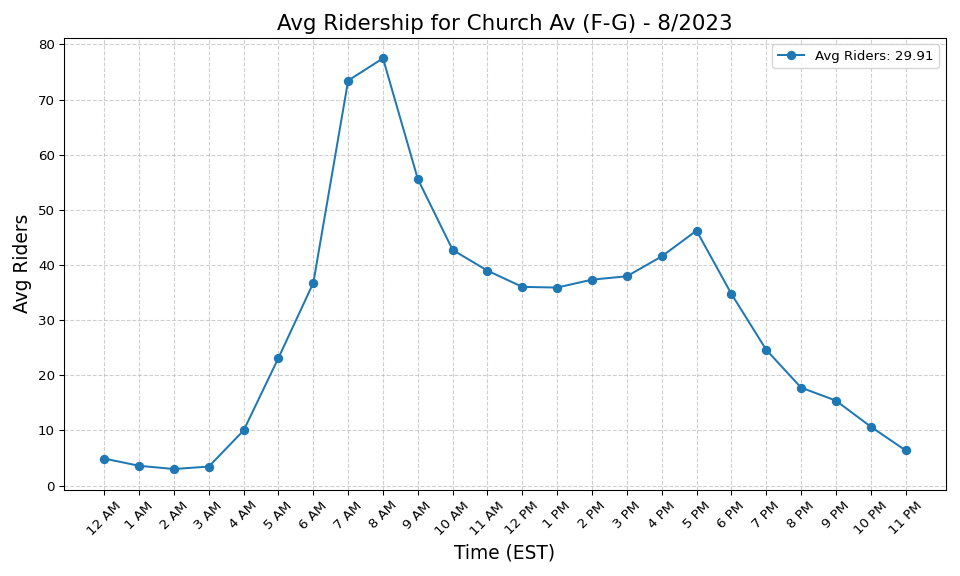 Avg Ridership for Church Av (F-G) - 8/2023
Avg Riders: 29.91
Avg Riders
80
70
60
50
40
30
20
10
0
12 AM
1 AM
2 AM
3 AM
4 AM
5 AM
6 AM
7 AM
8 AM
9 AM
10 AM
11 AM
12 PM
1 PM
2 PM
3 PM
4 PM
5 PM
6 PM
7 PM
8 PM
9 PM
10 PM
11 PM
Time (EST)